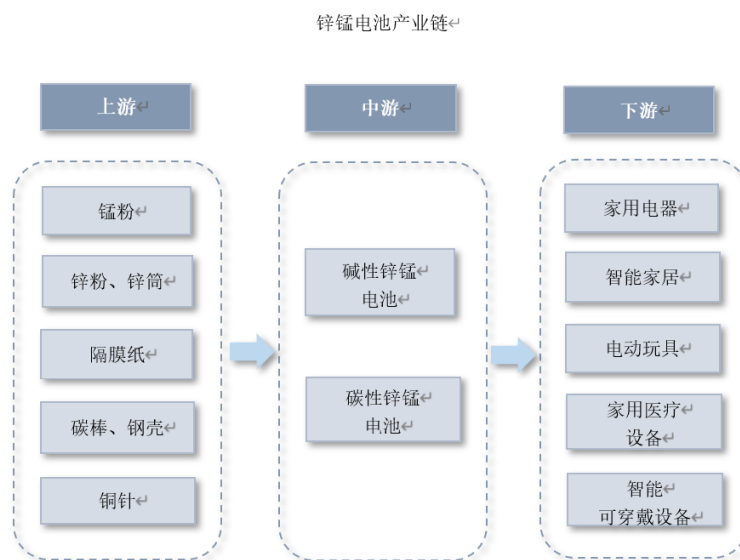 锌锰电池产业链
上游
中游
下游
锰粉
锌粉、锌筒
隔膜纸
碳棒、钢壳
铜针
碱性锌锰
电池
碳性锌锰
电池
家用电器
智能家居
电动玩具
家用医疗
设备
智能
可穿戴设备